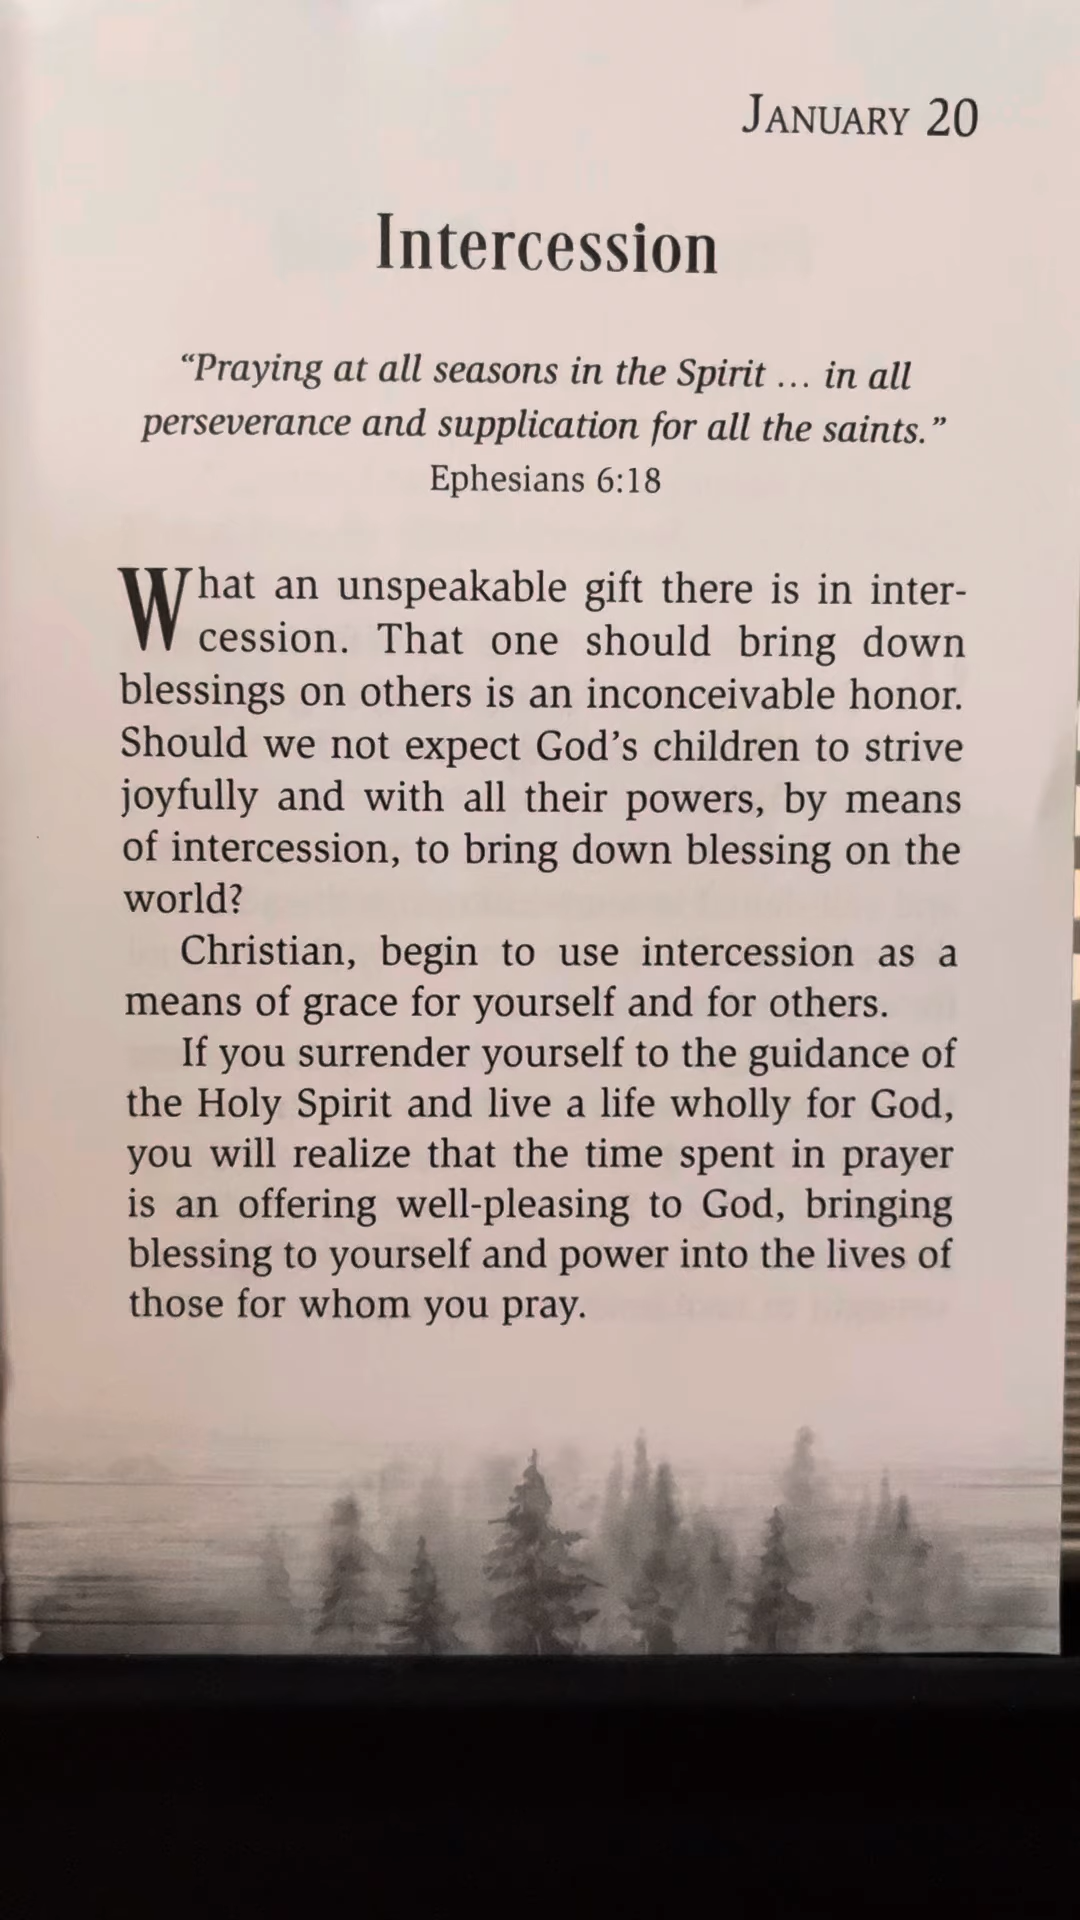 JANUARY 20
Intercession
“Praying at all seasons in the Spirit … in all
perseverance and supplication for all the saints.”
Ephesians 6:18
What an unspeakable gift there is in inter-
cession. That one should bring down
blessings on others is an inconceivable honor.
Should we not expect God’s children to strive
joyfully and with all their powers, by means
of intercession, to bring down blessing on the
world?
Christian, begin to use intercession as a
means of grace for yourself and for others.
If you surrender yourself to the guidance of
the Holy Spirit and live a life wholly for God,
you will realize that the time spent in prayer
is an offering well-pleasing to God, bringing
blessing to yourself and power into the lives of
those for whom you pray.